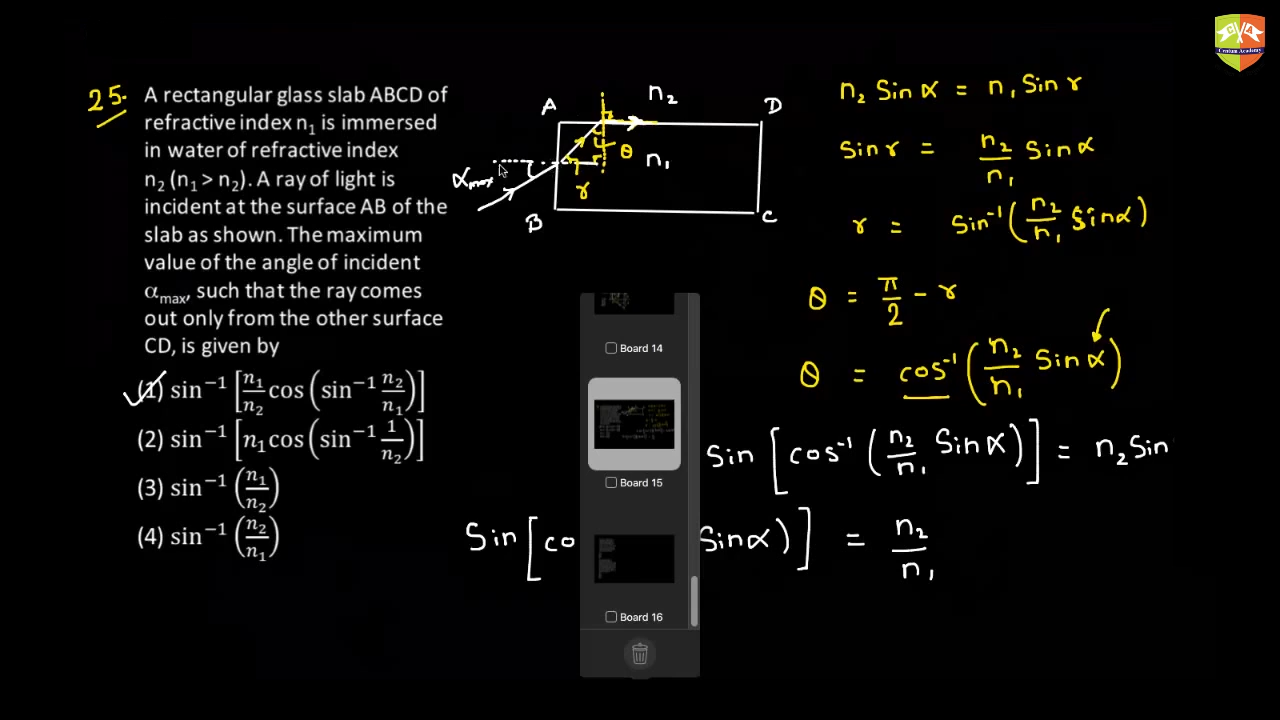 25.
A rectangular glass slab ABCD of
refractive index n₁ is immersed
in water of refractive index
n₂ (n₁ > n₂). A ray of light is
incident at the surface AB of the
slab as shown. The maximum
value of the angle of incident
αmax, such that the ray comes
out only from the other surface
CD, is given by
(1) sin⁻¹ [n₁/n₂ cos (sin⁻¹ n₂/n₁)]
(2) sin⁻¹ [n₁ cos (sin⁻¹ 1/n₂)]
(3) sin⁻¹ (n₁/n₂)
(4) sin⁻¹ (n₂/n₁)
A
n₂
D
θ
n₁
αmax
r
B
C
n₂ Sin α = n₁ Sin r
Sin r = n₂/n₁ Sin α
r = Sin⁻¹ (n₂/n₁ Sin α)
θ = π/2 - r
θ = cos⁻¹ (n₂/n₁ Sin α)
Sin [cos⁻¹ (n₂/n₁ Sin α)] = n₂ Sin
Sin [co
Sin α)] = n₂/n₁
Board 14
Board 15
Board 16
Centum Academy